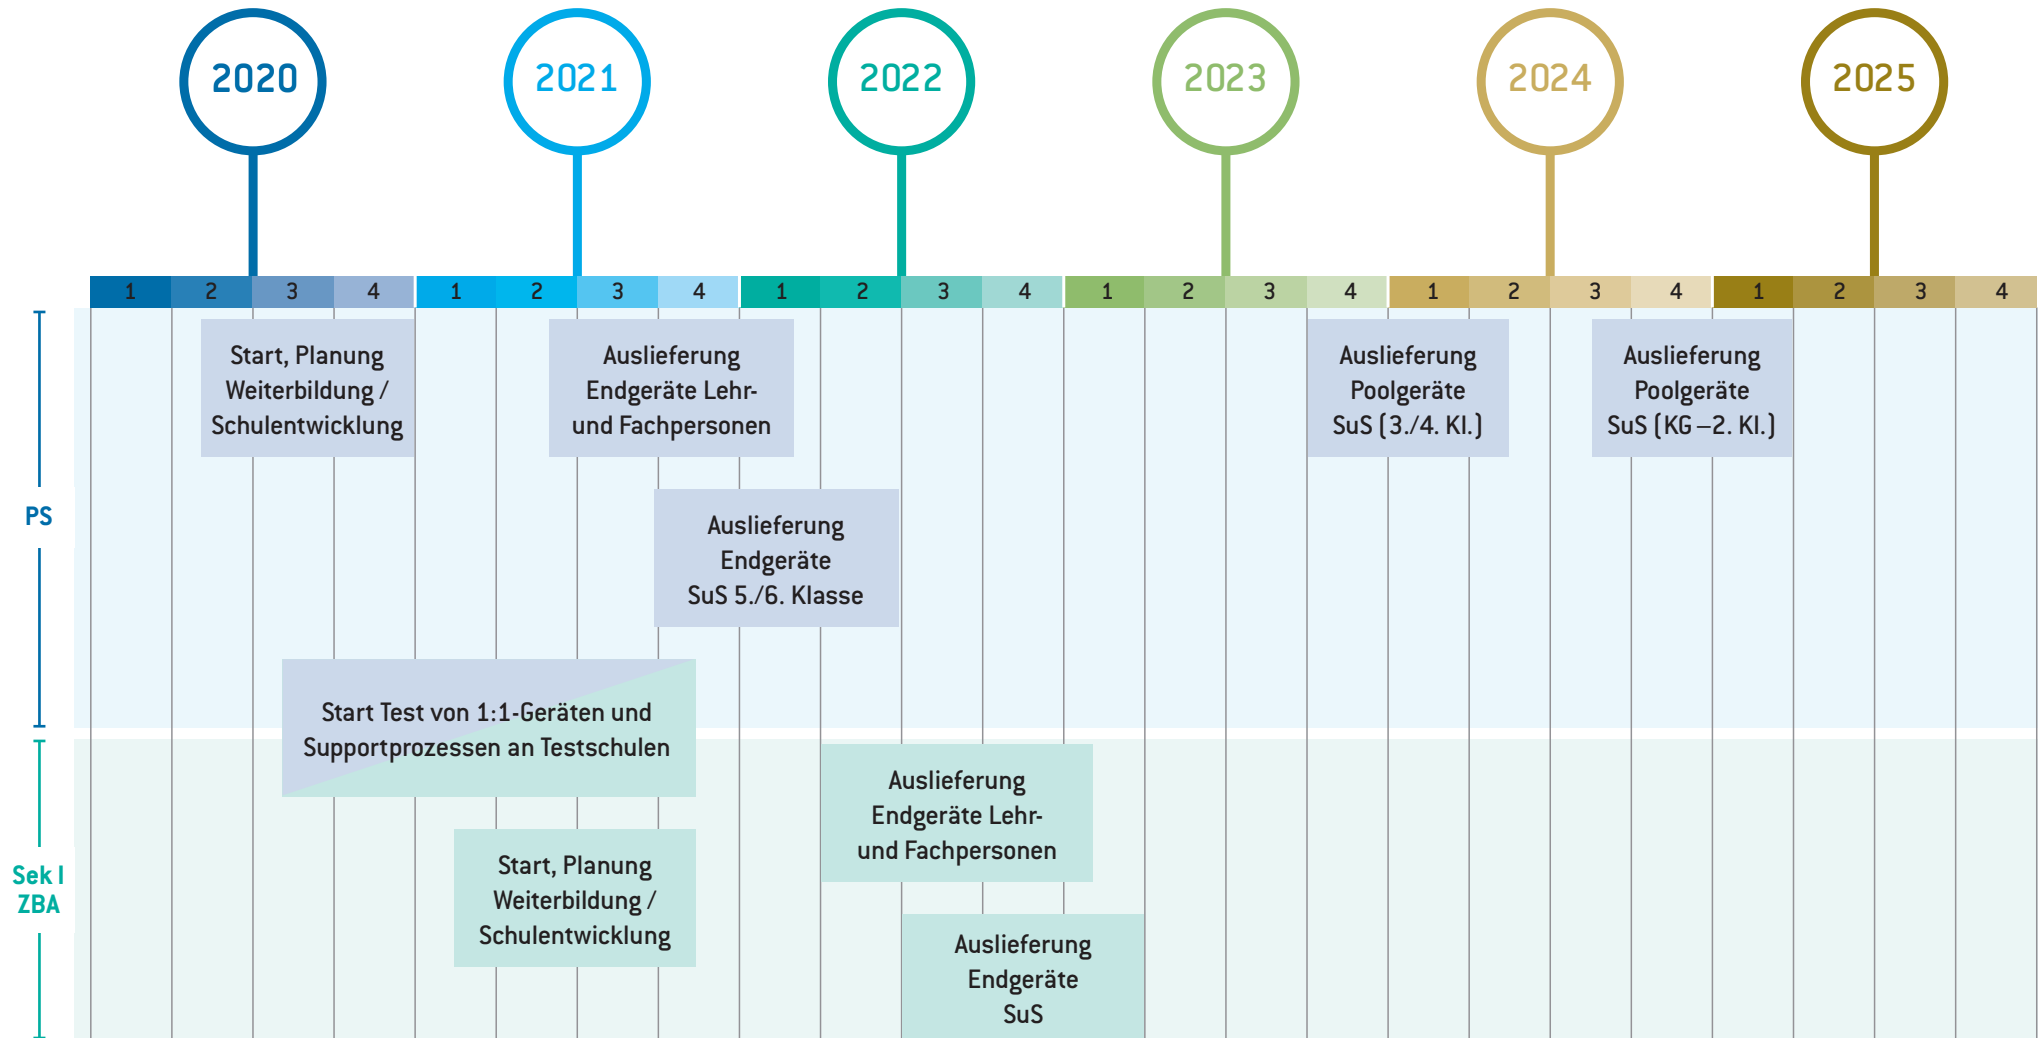 2020
2021
2022
2023
2024
2025
1 2 3 4 1 2 3 4 1 2 3 4 1 2 3 4 1 2 3 4 1 2 3 4
PS
Start, Planung
Weiterbildung /
Schulentwicklung
Auslieferung
Endgeräte Lehr-
und Fachpersonen
Auslieferung
Poolgeräte
SuS (3./4. Kl.)
Auslieferung
Poolgeräte
SuS (KG –2. Kl.)
Auslieferung
Endgeräte
SuS 5./6. Klasse
Start Test von 1:1-Geräten und
Supportprozessen an Testschulen
Sek I
ZBA
Auslieferung
Endgeräte Lehr-
und Fachpersonen
Start, Planung
Weiterbildung /
Schulentwicklung
Auslieferung
Endgeräte
SuS